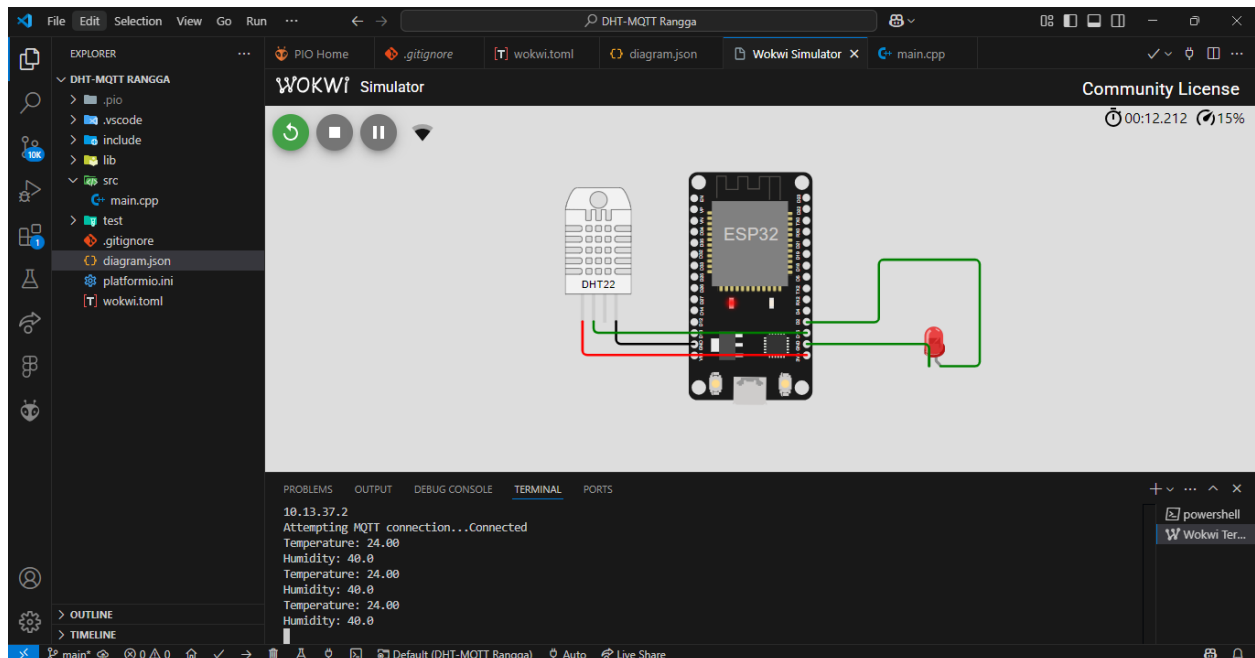 File Edit Selection View Go Run ... DHT-MQTT Rangga
EXPLORER ...
PIO Home .gitignore [T] wokwi.toml {} diagram.json Wokwi Simulator × C++ main.cpp
DHT-MQTT RANGGA
.pio
.vscode
include
lib
src
C++ main.cpp
test
.gitignore
{} diagram.json
platformio.ini
[T] wokwi.toml
OUTLINE
TIMELINE
10K
1
WOKWi Simulator
Community License
00:12.212 15%
DHT22
ESP32
PROBLEMS OUTPUT DEBUG CONSOLE TERMINAL PORTS
10.13.37.2
Attempting MQTT connection...Connected
Temperature: 24.00
Humidity: 40.0
Temperature: 24.00
Humidity: 40.0
Temperature: 24.00
Humidity: 40.0
powershell
Wokwi Ter...
main* 0 0 0 Default (DHT-MQTT Rangga) Auto Live Share